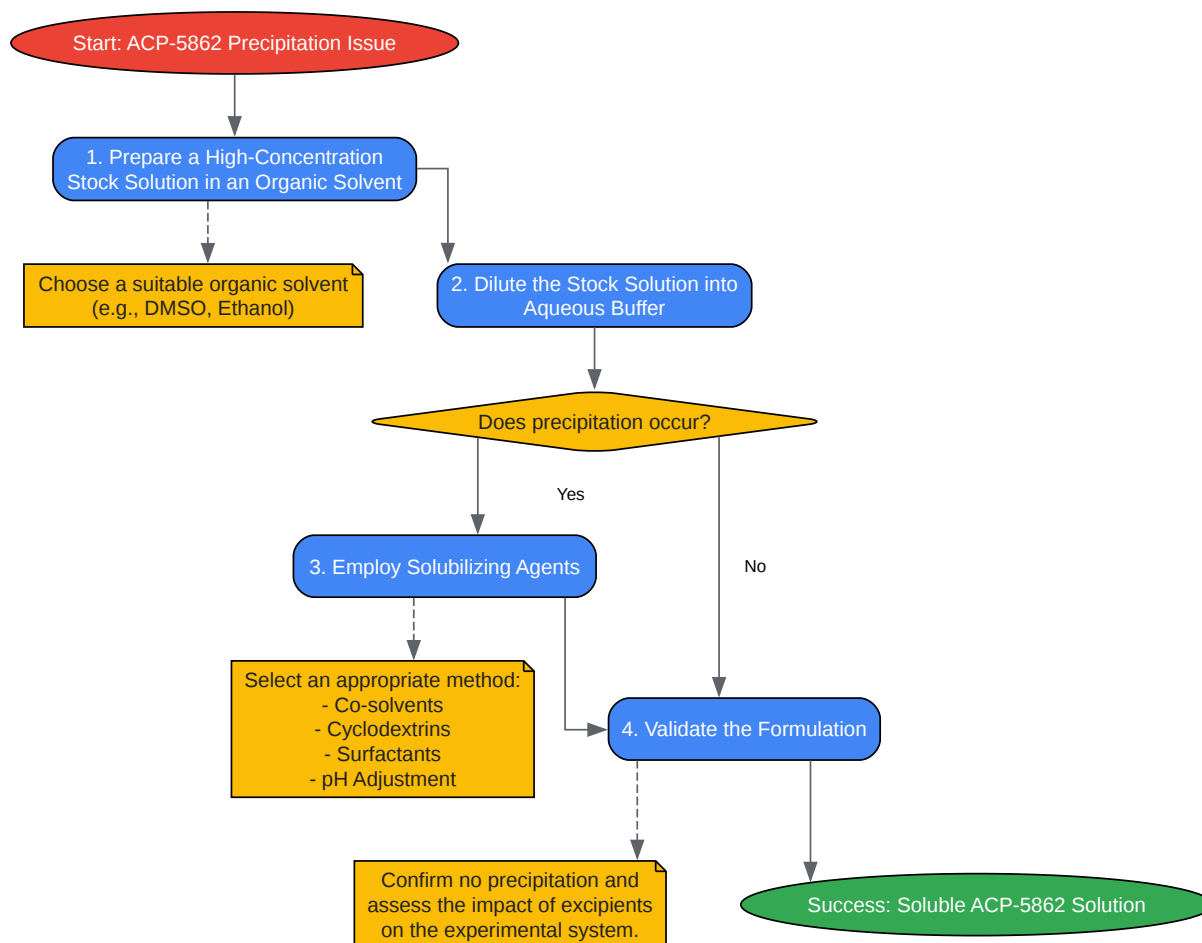 Start: ACP-5862 Precipitation Issue
1. Prepare a High-Concentration
Stock Solution in an Organic Solvent
Choose a suitable organic solvent
(e.g., DMSO, Ethanol)
2. Dilute the Stock Solution into
Aqueous Buffer
Does precipitation occur?
Yes
No
3. Employ Solubilizing Agents
Select an appropriate method:
- Co-solvents
- Cyclodextrins
- Surfactants
- pH Adjustment
4. Validate the Formulation
Confirm no precipitation and
assess the impact of excipients
on the experimental system.
Success: Soluble ACP-5862 Solution